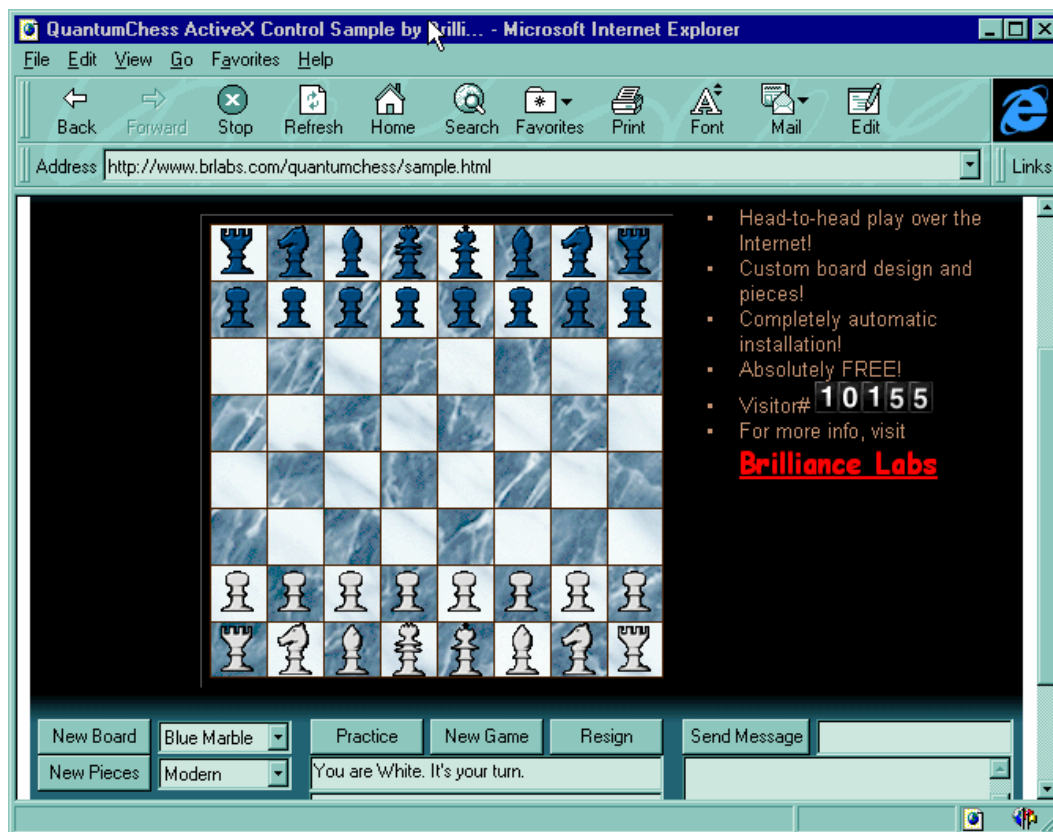 QuantumChess ActiveX Control Sample by Brilli... - Microsoft Internet Explorer
File Edit View Go Favorites Help
Back Forward Stop Refresh Home Search Favorites Print Font Mail Edit
Address http://www.brlabs.com/quantumchess/sample.html Links
Head-to-head play over the
Internet!
Custom board design and
pieces!
Completely automatic
installation!
Absolutely FREE!
Visitor# 10155
For more info, visit
Brilliance Labs
New Board Blue Marble Practice New Game Resign Send Message
New Pieces Modern You are White. It's your turn.